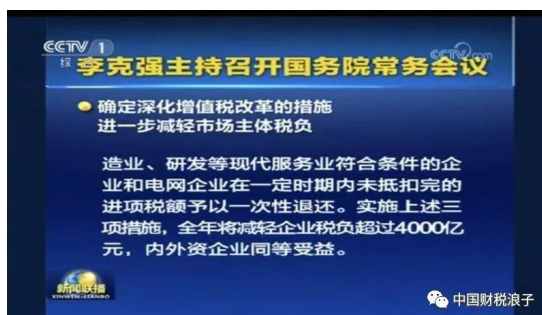 CCTV 1
综
CCTV.com
李克强主持召开国务院常务会议
确定深化增值税改革的措施
进一步减轻市场主体税负
造业、研发等现代服务业符合条件的企
业和电网企业在一定时期内未抵扣完的
进项税额予以一次性退还。实施上述三
项措施，全年将减轻企业税负超过4000亿
元，内外资企业同等受益。
新闻联播
XINWEN LIANBO
中国财税浪子